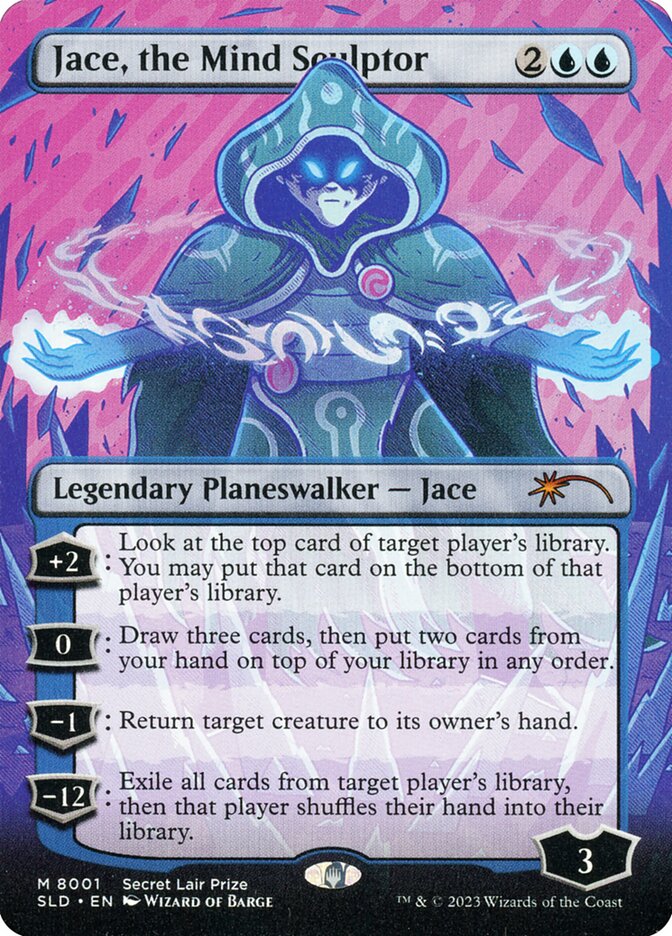 Jace, the Mind Sculptor 2
Legendary Planeswalker — Jace
+2: Look at the top card of target player's library.
You may put that card on the bottom of that
player's library.
0: Draw three cards, then put two cards from
your hand on top of your library in any order.
-1: Return target creature to its owner's hand.
-12: Exile all cards from target player's library,
then that player shuffles their hand into their
library.
3
M 8001 Secret Lair Prize
SLD • EN Wizard of Barge
™ & © 2023 Wizards of the Coast